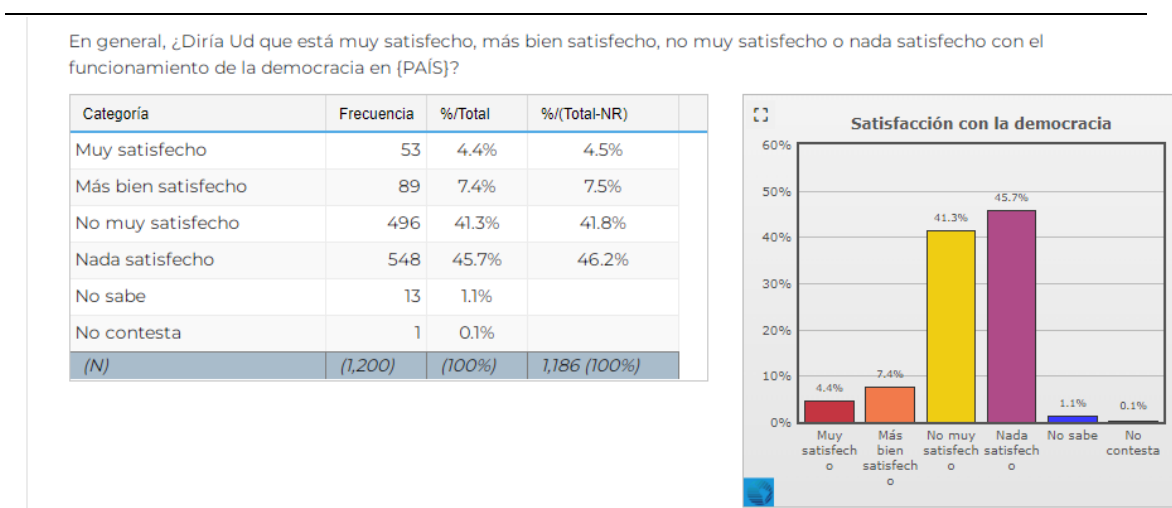 En general, ¿Diría Ud que está muy satisfecho, más bien satisfecho, no muy satisfecho o nada satisfecho con el
funcionamiento de la democracia en {PAÍS}?
Categoría Frecuencia %/Total %/(Total-NR)
Muy satisfecho 53 4.4% 4.5%
Más bien satisfecho 89 7.4% 7.5%
No muy satisfecho 496 41.3% 41.8%
Nada satisfecho 548 45.7% 46.2%
No sabe 13 1.1%
No contesta 1 0.1%
(N) (1,200) (100%) 1,186 (100%)
Satisfacción con la democracia
60%
50%
40%
30%
20%
10%
0%
4.4% 7.4% 41.3% 45.7% 1.1% 0.1%
Muy Más No muy Nada No sabe No
satisfech bien satisfech satisfech contesta
o satisfech o o
o